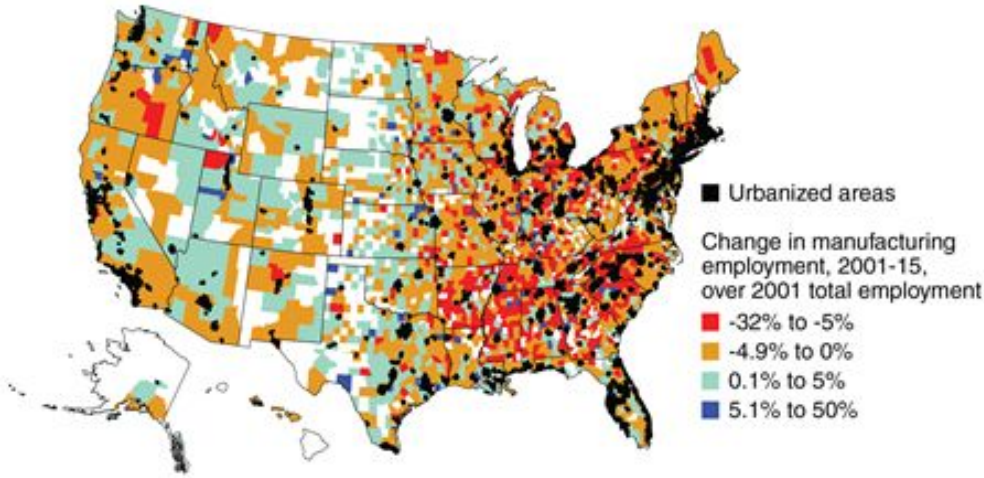 Urbanized areas
Change in manufacturing
employment, 2001-15,
over 2001 total employment
-32% to -5%
-4.9% to 0%
0.1% to 5%
5.1% to 50%